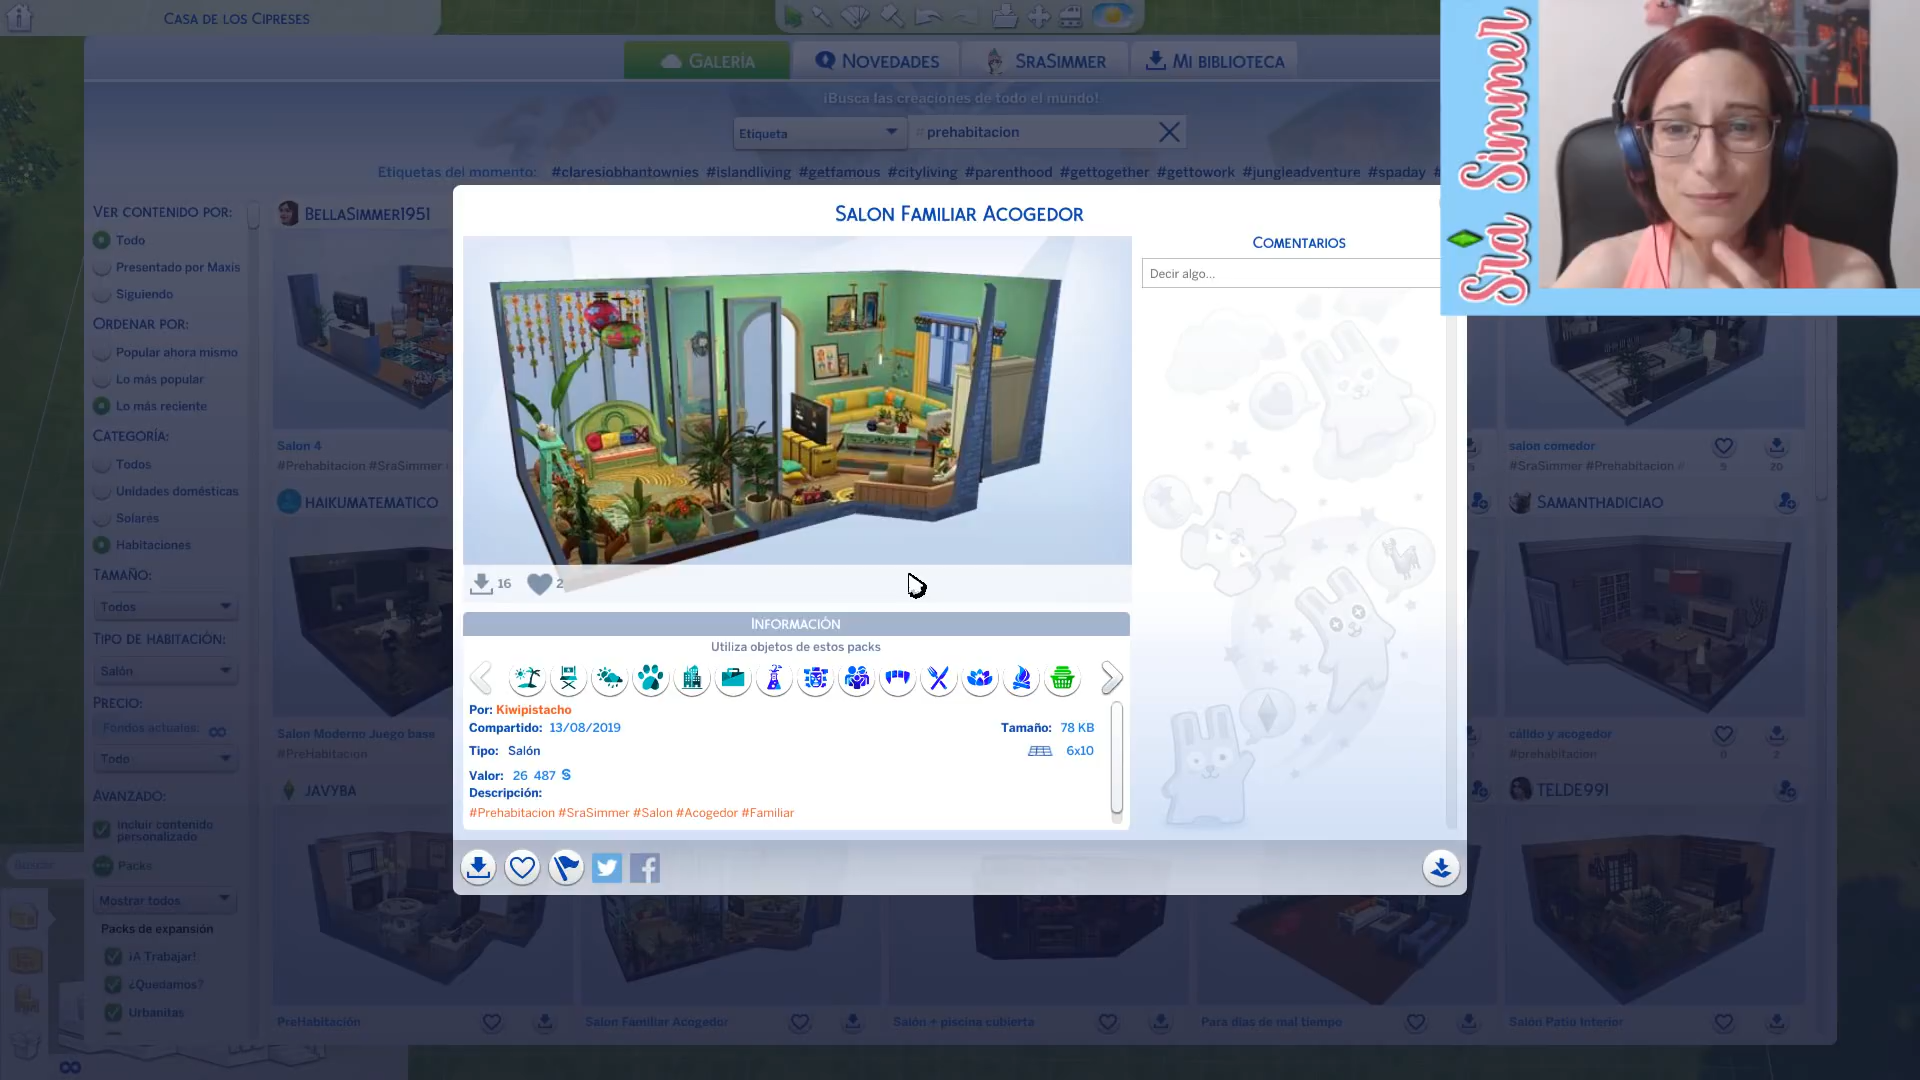 CASA DE LOS CIPRESES
GALERÍA
NOVEDADES
SRASIMMER
MI BIBLIOTECA
¡Busca las creaciones de todo el mundo!
Etiqueta
# prehabitacion
Etiquetas del momento: #claresiobhantownies #islandliving #getfamous #cityliving #parenthood #gettogether #gettowork #jungleadventure #spaday #
Sra Simmer
VER CONTENIDO POR:
Todo
Presentado por Maxis
Siguiendo
ORDENAR POR:
Popular ahora mismo
Lo más popular
Lo más reciente
CATEGORÍA:
Todos
Unidades domésticas
Solares
Habitaciones
TAMAÑO:
Todos
TIPO DE HABITACIÓN:
Salón
PRECIO:
Fondos actuales:
Todo
AVANZADO:
Incluir contenido
personalizado
Packs
Mostrar todos
Packs de expansión
¡A Trabajar!
¿Quedamos?
Urbanitas
Buscar
BELLASIMMER1951
Salon 4
#Prehabitacion #SraSimmer
HAIKUMATEMATICO
Salon Moderno Juego base
#PreHabitacion
JAVYBA
PreHabitación
SALON FAMILIAR ACOGEDOR
16
2
INFORMACIÓN
Utiliza objetos de estos packs
Por: Kiwipistacho
Compartido: 13/08/2019
Tamaño: 78 KB
Tipo: Salón
6x10
Valor: 26 487 S
Descripción:
#Prehabitacion #SraSimmer #Salon #Acogedor #Familiar
COMENTARIOS
Decir algo...
salon comedor
#SraSimmer #Prehabitacion #
9
20
SAMANTHADICIAO
cálido y acogedor
#prehabitacion
0
2
TELDE991
Salon Familiar Acogedor
Salón + piscina cubierta
Para dias de mal tiempo
Salón Patio Interior